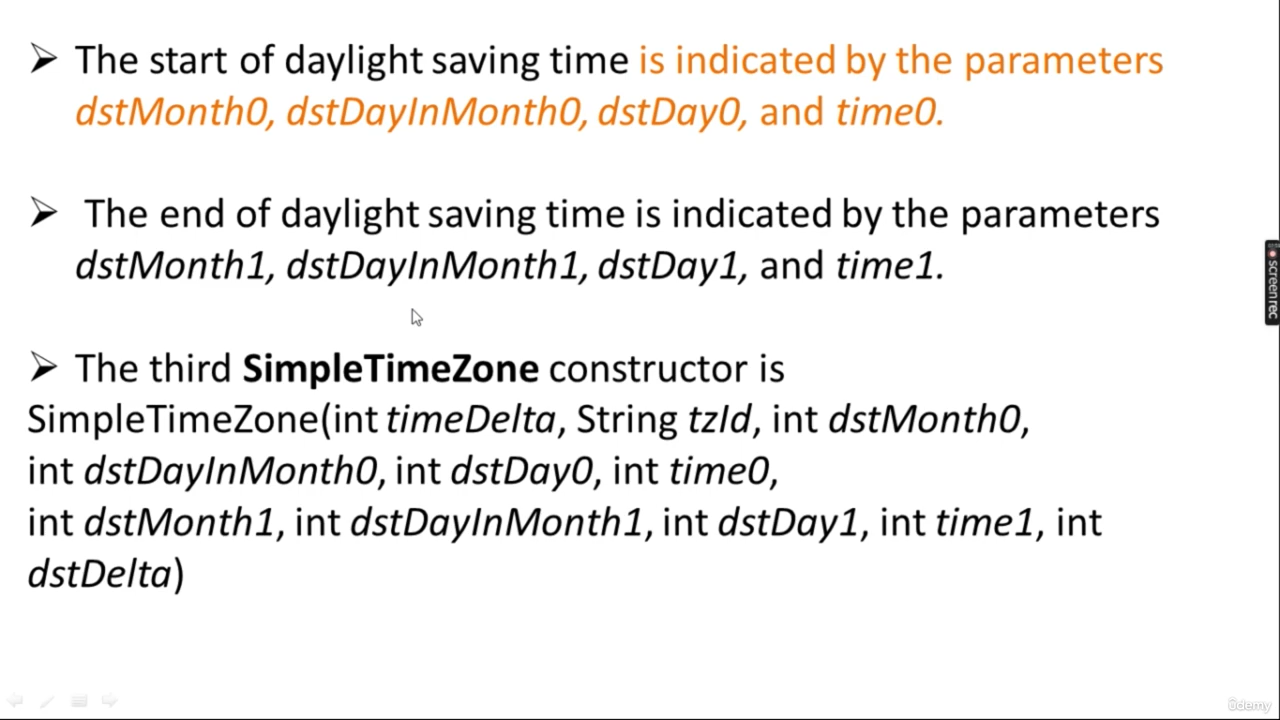 The start of daylight saving time is indicated by the parameters
dstMonth0, dstDayInMonth0, dstDay0, and time0.
The end of daylight saving time is indicated by the parameters
dstMonth1, dstDayInMonth1, dstDay1, and time1.
The third SimpleTimeZone constructor is
SimpleTimeZone(int timeDelta, String tzId, int dstMonth0,
int dstDayInMonth0, int dstDay0, int time0,
int dstMonth1, int dstDayInMonth1, int dstDay1, int time1, int
dstDelta)
screenrec
ûdemy